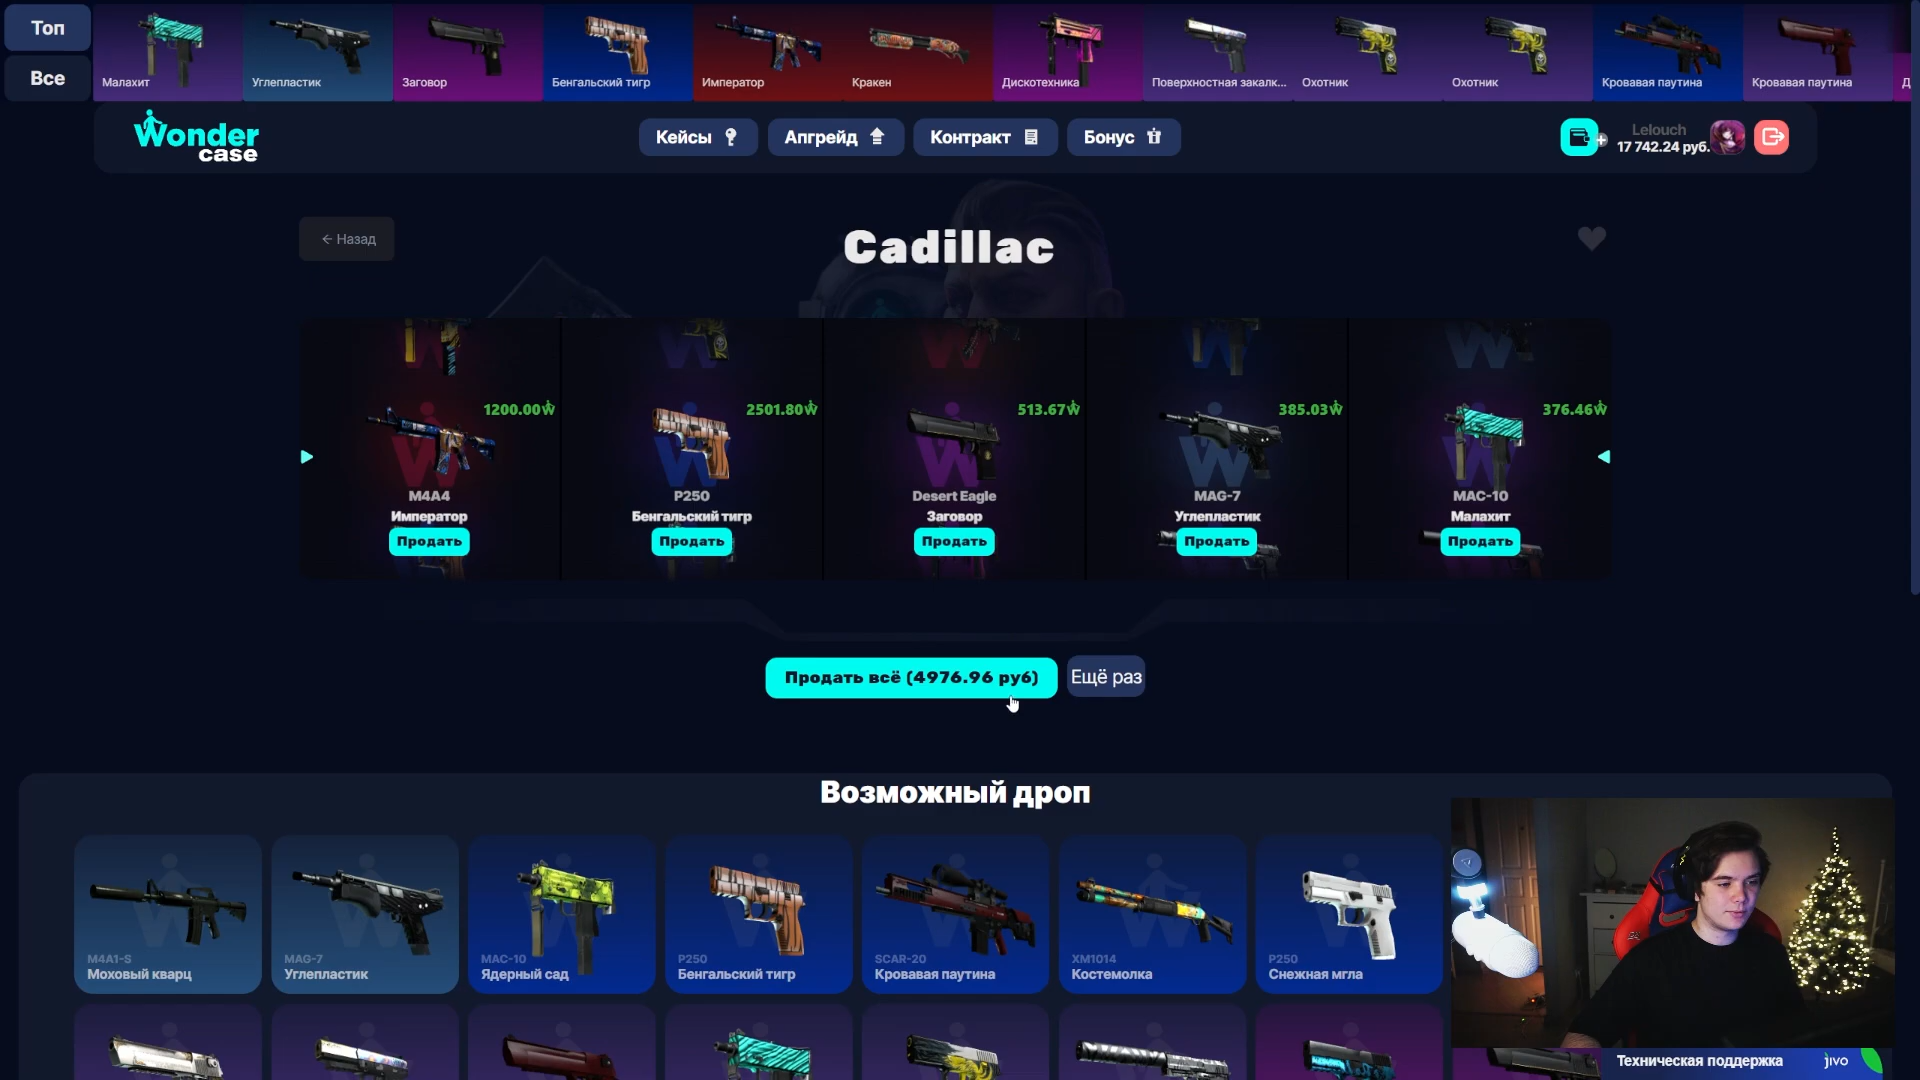 Топ
Все
Малахит
Углепластик
Заговор
Бенгальский тигр
Император
Кракен
Дискотехника
Поверхностная закалк...
Охотник
Охотник
Кровавая паутина
Кровавая паутина
Д
Wonder
case
Кейсы
Апгрейд
Контракт
Бонус
Lelouch
17 742.24 руб.
← Назад
Cadillac
1200.00
2501.80
513.67
385.03
376.46
M4A4
P250
Desert Eagle
MAG-7
MAC-10
Император
Бенгальский тигр
Заговор
Углепластик
Малахит
Продать
Продать
Продать
Продать
Продать
Продать всё (4976.96 руб)
Ещё раз
Возможный дроп
M4A1-S
Моховый кварц
MAG-7
Углепластик
MAC-10
Ядерный сад
P250
Бенгальский тигр
SCAR-20
Кровавая паутина
XM1014
Костемолка
P250
Снежная мгла
Техническая поддержка
jivo